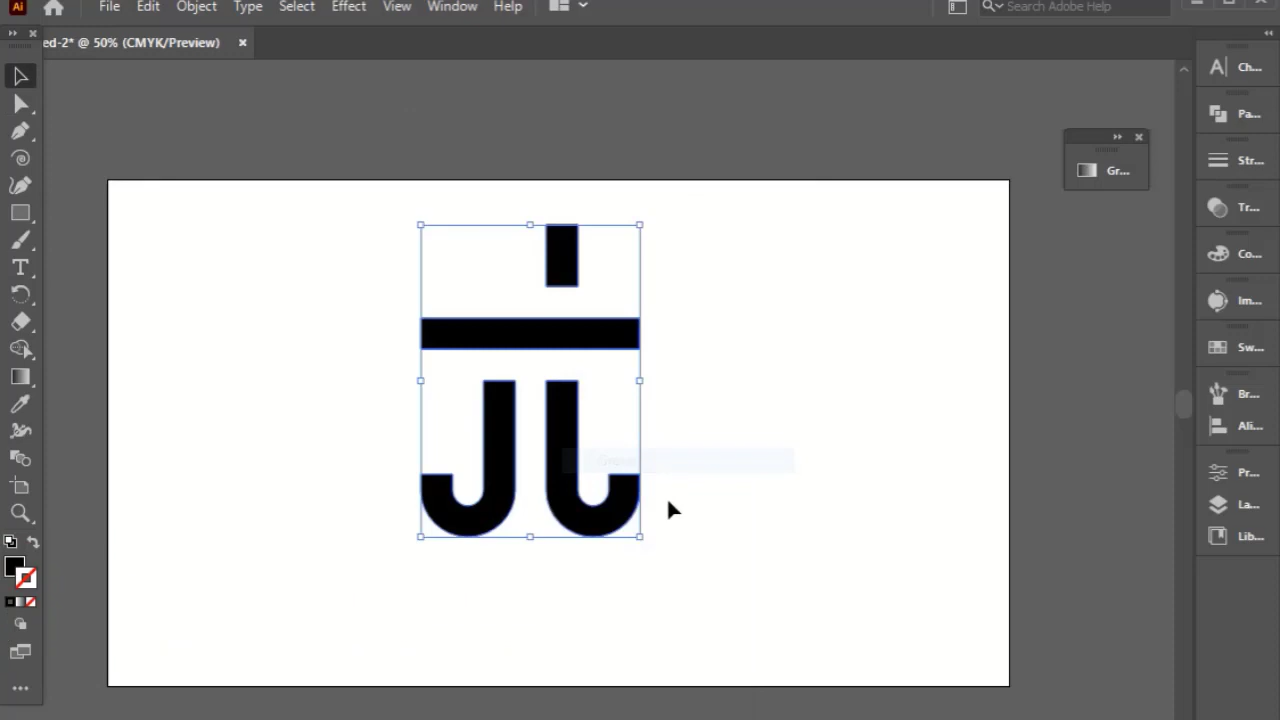 Ai File Edit Object Type Select Effect View Window Help Search Adobe Help
ed-2* @ 50% (CMYK/Preview)
Ch...
Pa...
Str...
Tr...
Co...
Im...
Sw...
Br...
Ali...
Pr...
La...
Lib...
Gr...